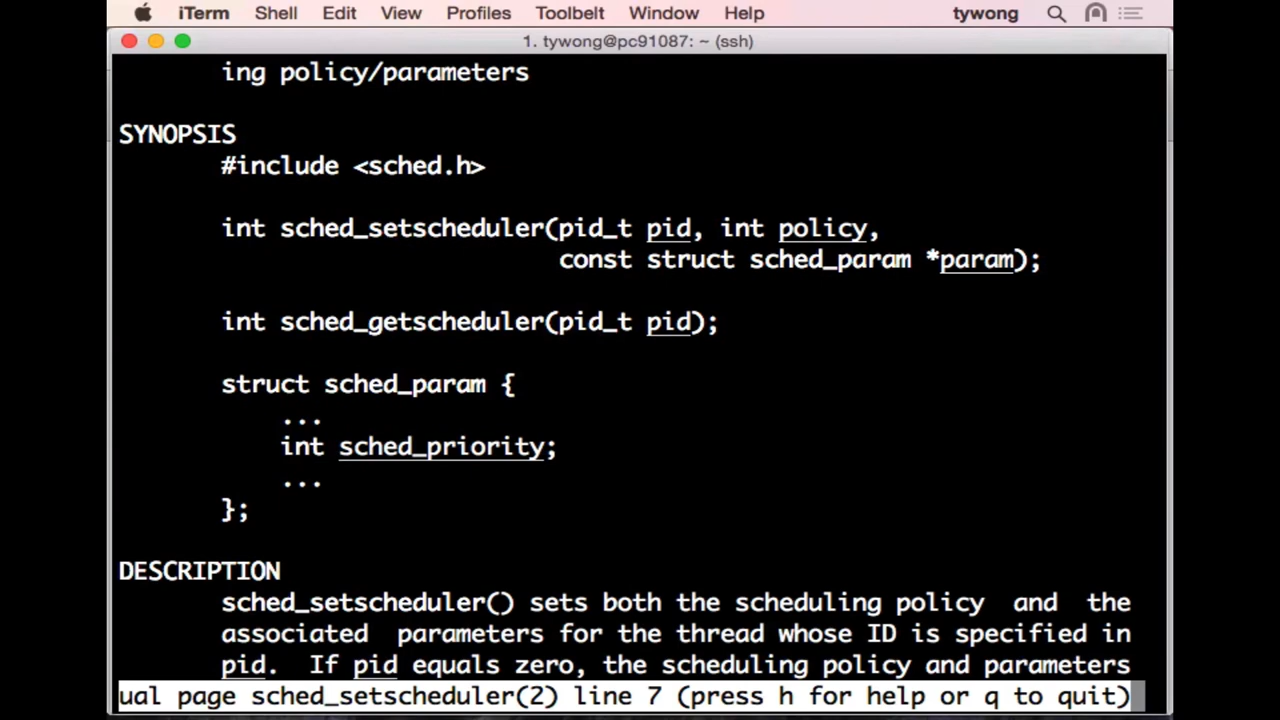 iTerm Shell Edit View Profiles Toolbelt Window Help tywong
1. tywong@pc91087: ~ (ssh)
ing policy/parameters
SYNOPSIS
#include <sched.h>
int sched_setscheduler(pid_t pid, int policy,
const struct sched_param *param);
int sched_getscheduler(pid_t pid);
struct sched_param {
...
int sched_priority;
...
};
DESCRIPTION
sched_setscheduler() sets both the scheduling policy and the
associated parameters for the thread whose ID is specified in
pid. If pid equals zero, the scheduling policy and parameters
ual page sched_setscheduler(2) line 7 (press h for help or q to quit)